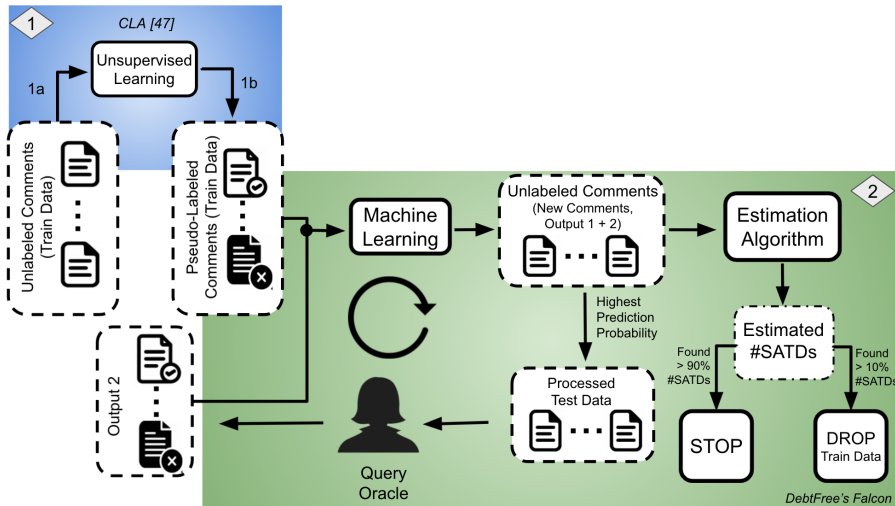 1
CLA [47]
Unsupervised
Learning
1a
1b
Unlabeled Comments
(Train Data)
Pseudo-Labeled
Comments (Train Data)
2
Machine
Learning
Unlabeled Comments
(New Comments,
Output 1 + 2)
Estimation
Algorithm
Highest
Prediction
Probability
Estimated
#SATDs
Found
> 90%
#SATDs
Found
> 10%
#SATDs
Output 2
Processed
Test Data
STOP
DROP
Train Data
Query
Oracle
DebtFree's Falcon